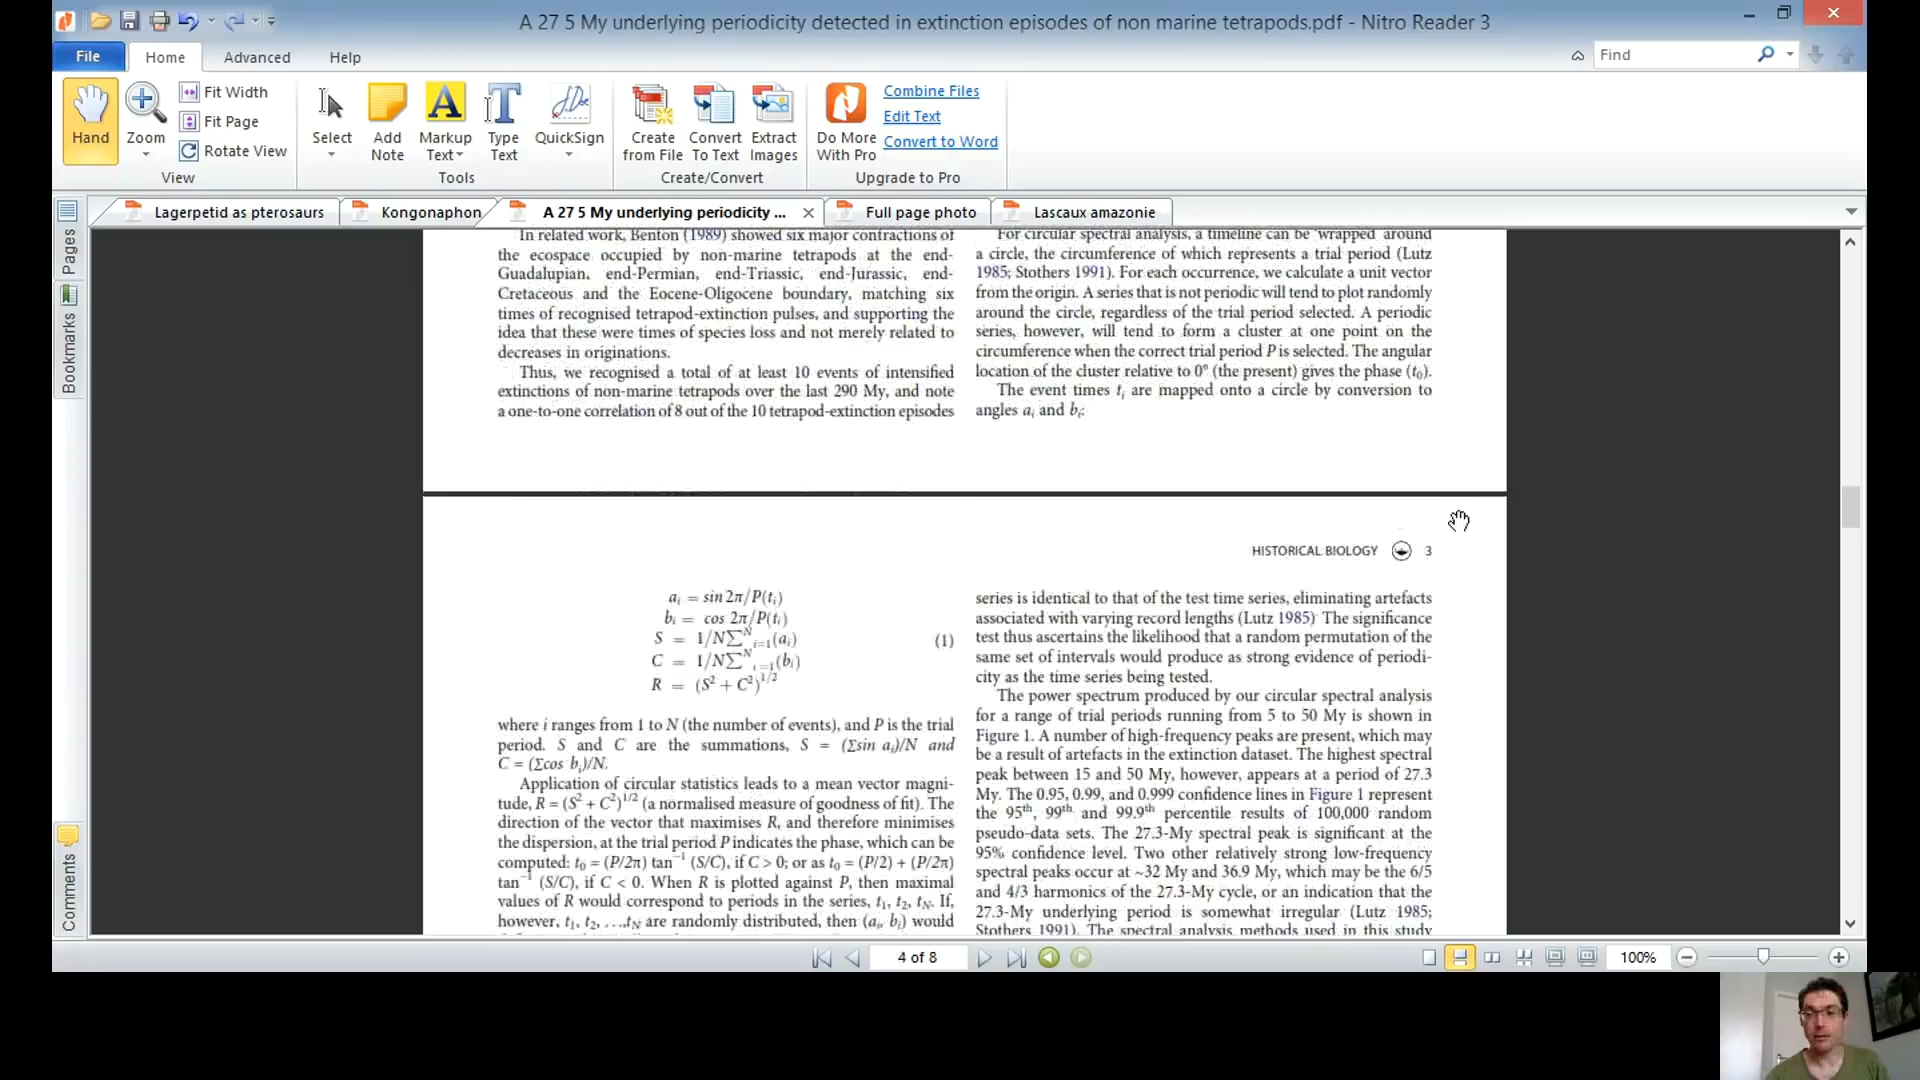 A 27 5 My underlying periodicity detected in extinction episodes of non marine tetrapods.pdf - Nitro Reader 3
File
Home
Advanced
Help
Find
Hand
Zoom
Fit Width
Fit Page
Rotate View
View
Select
Add
Note
Markup
Text
Type
Text
QuickSign
Tools
Create
from File
Convert
To Text
Extract
Images
Create/Convert
Do More
With Pro
Combine Files
Edit Text
Convert to Word
Upgrade to Pro
Lagerpetid as pterosaurs
Kongonaphon
A 27 5 My underlying periodicity ...
Full page photo
Lascaux amazonie
Pages
Bookmarks
Comments
In related work, Benton (1989) showed six major contractions of
the ecospace occupied by non-marine tetrapods at the end-
Guadalupian, end-Permian, end-Triassic, end-Jurassic, end-
Cretaceous and the Eocene-Oligocene boundary, matching six
times of recognised tetrapod-extinction pulses, and supporting the
idea that these were times of species loss and not merely related to
decreases in originations.
Thus, we recognised a total of at least 10 events of intensified
extinctions of non-marine tetrapods over the last 290 My, and note
a one-to-one correlation of 8 out of the 10 tetrapod-extinction episodes
For circular spectral analysis, a timeline can be 'wrapped' around
a circle, the circumference of which represents a trial period (Lutz
1985; Stothers 1991). For each occurrence, we calculate a unit vector
from the origin. A series that is not periodic will tend to plot randomly
around the circle, regardless of the trial period selected. A periodic
series, however, will tend to form a cluster at one point on the
circumference when the correct trial period P is selected. The angular
location of the cluster relative to 0° (the present) gives the phase (t₀).
The event times tᵢ are mapped onto a circle by conversion to
angles aᵢ and bᵢ:
HISTORICAL BIOLOGY 3
aᵢ = sin 2π/P(tᵢ)
bᵢ = cos 2π/P(tᵢ)
S = 1/N∑ᴺᵢ₌₁(aᵢ)
C = 1/N∑ᴺᵢ₌₁(bᵢ)
R = (S² + C²)^1/2
(1)
where i ranges from 1 to N (the number of events), and P is the trial
period. S and C are the summations, S = (Σsin aᵢ)/N and
C = (Σcos bᵢ)/N.
Application of circular statistics leads to a mean vector magni-
tude, R = (S² + C²)^1/2 (a normalised measure of goodness of fit). The
direction of the vector that maximises R, and therefore minimises
the dispersion, at the trial period P indicates the phase, which can be
computed: t₀ = (P/2π) tan⁻¹ (S/C), if C > 0; or as t₀ = (P/2) + (P/2π)
tan⁻¹ (S/C), if C < 0. When R is plotted against P, then maximal
values of R would correspond to periods in the series, t₁, t₂, tN. If,
however, t₁, t₂, …,tN are randomly distributed, then (aᵢ, bᵢ) would
series is identical to that of the test time series, eliminating artefacts
associated with varying record lengths (Lutz 1985) The significance
test thus ascertains the likelihood that a random permutation of the
same set of intervals would produce as strong evidence of periodi-
city as the time series being tested.
The power spectrum produced by our circular spectral analysis
for a range of trial periods running from 5 to 50 My is shown in
Figure 1. A number of high-frequency peaks are present, which may
be a result of artefacts in the extinction dataset. The highest spectral
peak between 15 and 50 My, however, appears at a period of 27.3
My. The 0.95, 0.99, and 0.999 confidence lines in Figure 1 represent
the 95th, 99th and 99.9th percentile results of 100,000 random
pseudo-data sets. The 27.3-My spectral peak is significant at the
95% confidence level. Two other relatively strong low-frequency
spectral peaks occur at ~32 My and 36.9 My, which may be the 6/5
and 4/3 harmonics of the 27.3-My cycle, or an indication that the
27.3-My underlying period is somewhat irregular (Lutz 1985;
Stothers 1991). The spectral analysis methods used in this study
4 of 8
100%